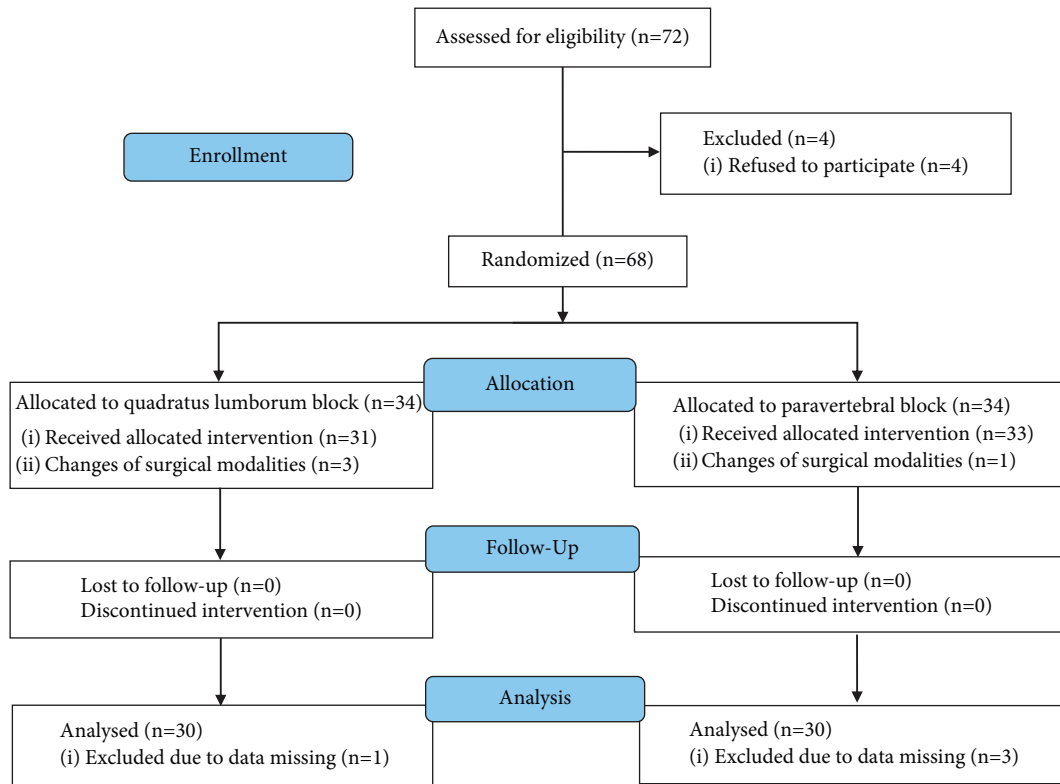 Assessed for eligibility (n=72)
Enrollment
Excluded (n=4)
(i) Refused to participate (n=4)
Randomized (n=68)
Allocation
Allocated to quadratus lumborum block (n=34)
(i) Received allocated intervention (n=31)
(ii) Changes of surgical modalities (n=3)
Allocated to paravertebral block (n=34)
(i) Received allocated intervention (n=33)
(ii) Changes of surgical modalities (n=1)
Follow-Up
Lost to follow-up (n=0)
Discontinued intervention (n=0)
Lost to follow-up (n=0)
Discontinued intervention (n=0)
Analysis
Analysed (n=30)
(i) Excluded due to data missing (n=1)
Analysed (n=30)
(i) Excluded due to data missing (n=3)